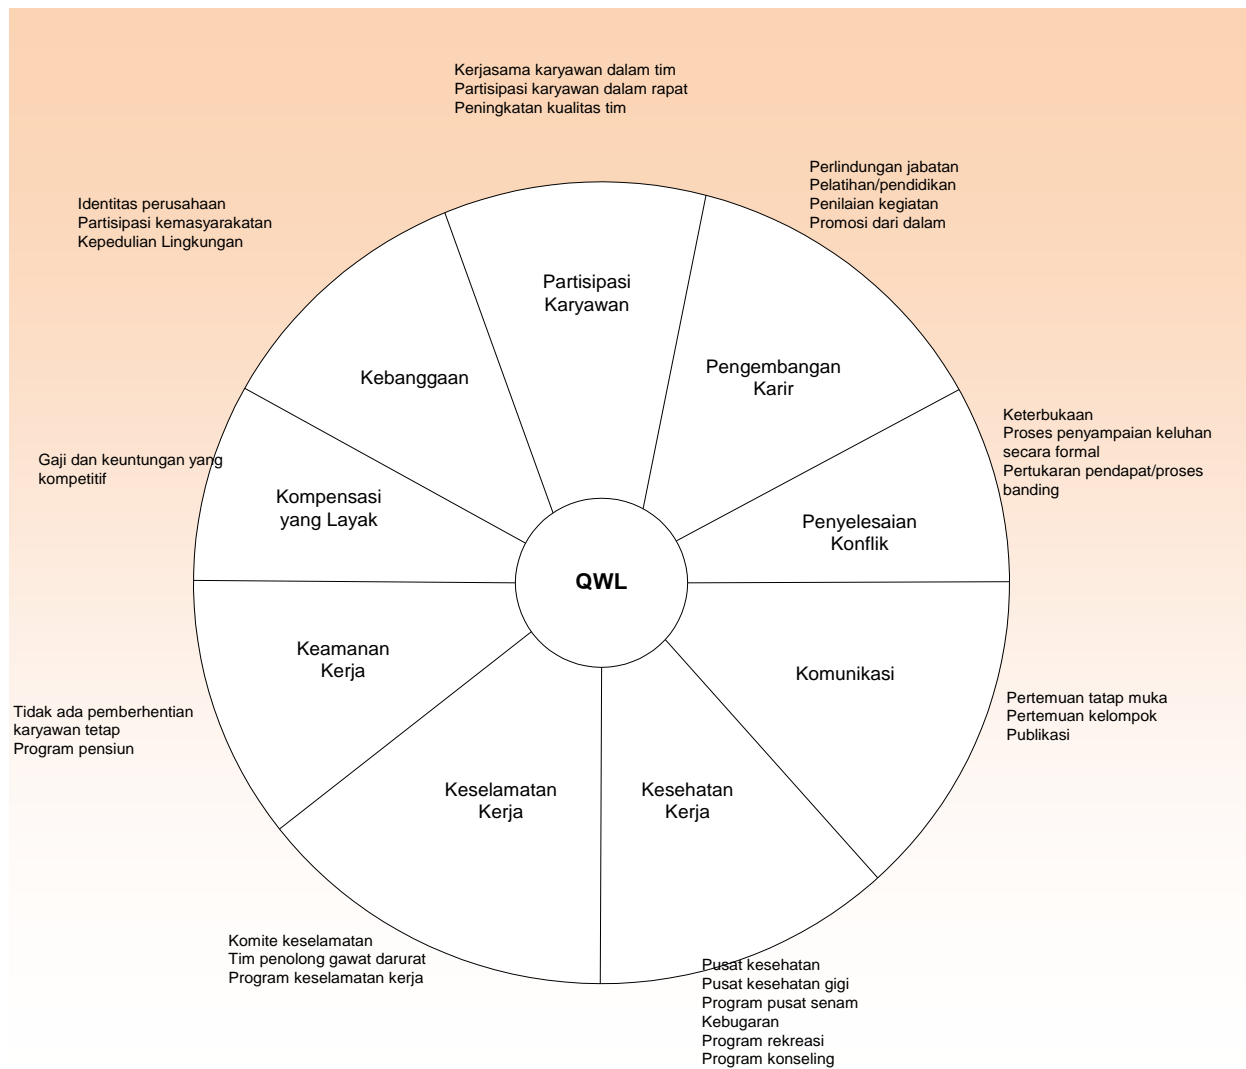 Kerjasama karyawan dalam tim
Partisipasi karyawan dalam rapat
Peningkatan kualitas tim
Perlindungan jabatan
Pelatihan/pendidikan
Penilaian kegiatan
Promosi dari dalam
Identitas perusahaan
Partisipasi kemasyarakatan
Kepedulian Lingkungan
Partisipasi
Karyawan
Pengembangan
Karir
Kebanggaan
Keterbukaan
Proses penyampaian keluhan
secara formal
Pertukaran pendapat/proses
banding
Gaji dan keuntungan yang
kompetitif
Kompensasi
yang Layak
Penyelesaian
Konflik
QWL
Keamanan
Kerja
Komunikasi
Tidak ada pemberhentian
karyawan tetap
Program pensiun
Pertemuan tatap muka
Pertemuan kelompok
Publikasi
Keselamatan
Kerja
Kesehatan
Kerja
Komite keselamatan
Tim penolong gawat darurat
Program keselamatan kerja
Pusat kesehatan
Pusat kesehatan gigi
Program pusat senam
Kebugaran
Program rekreasi
Program konseling